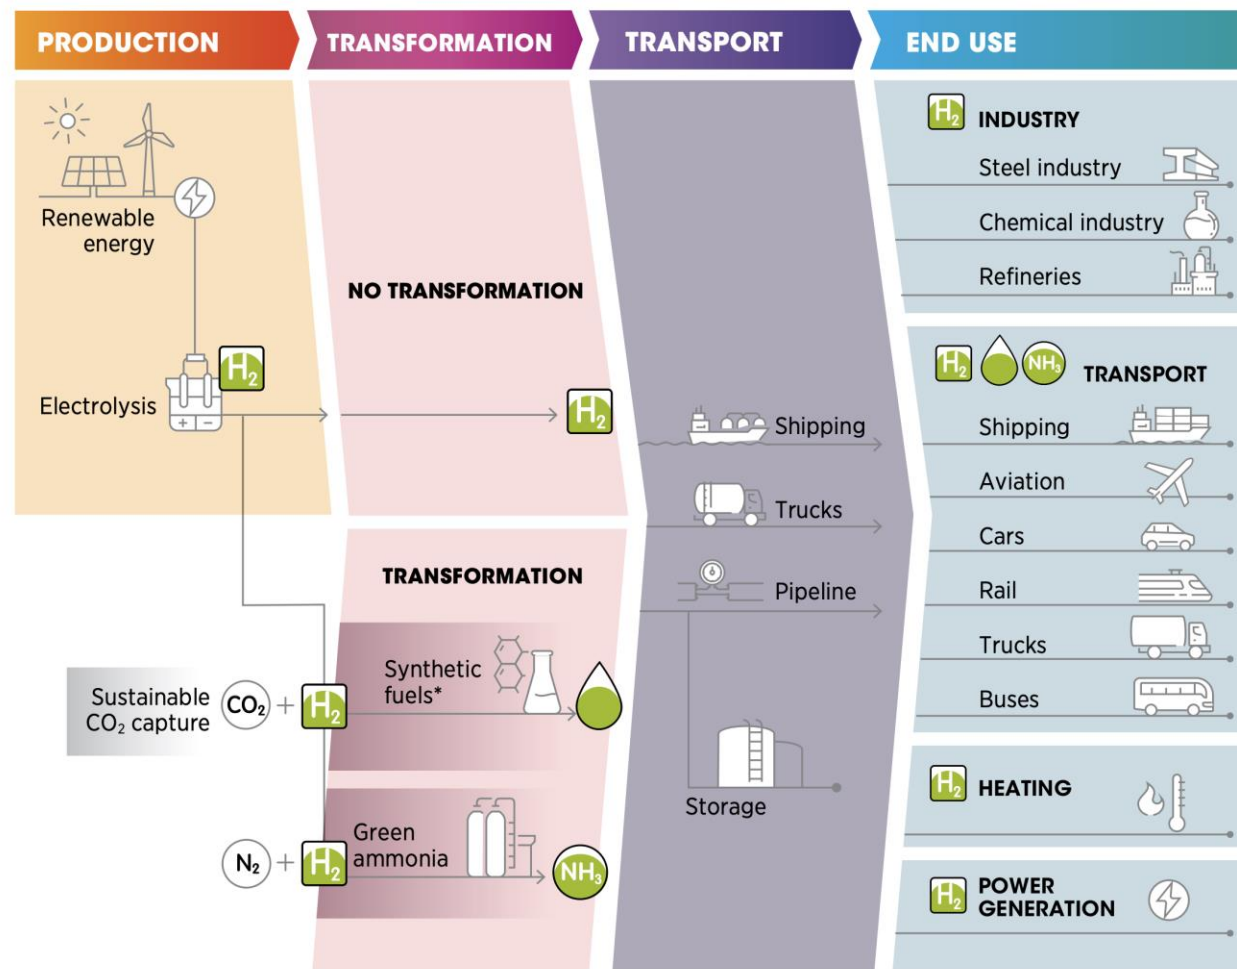 PRODUCTION
TRANSFORMATION
TRANSPORT
END USE
Renewable
energy
Electrolysis
H₂
NO TRANSFORMATION
H₂
TRANSFORMATION
Sustainable
CO₂ capture
CO₂ + H₂
Synthetic
fuels*
N₂ + H₂
Green
ammonia
NH₃
Shipping
Trucks
Pipeline
Storage
H₂ INDUSTRY
Steel industry
Chemical industry
Refineries
H₂ NH₃ TRANSPORT
Shipping
Aviation
Cars
Rail
Trucks
Buses
H₂ HEATING
H₂ POWER
GENERATION